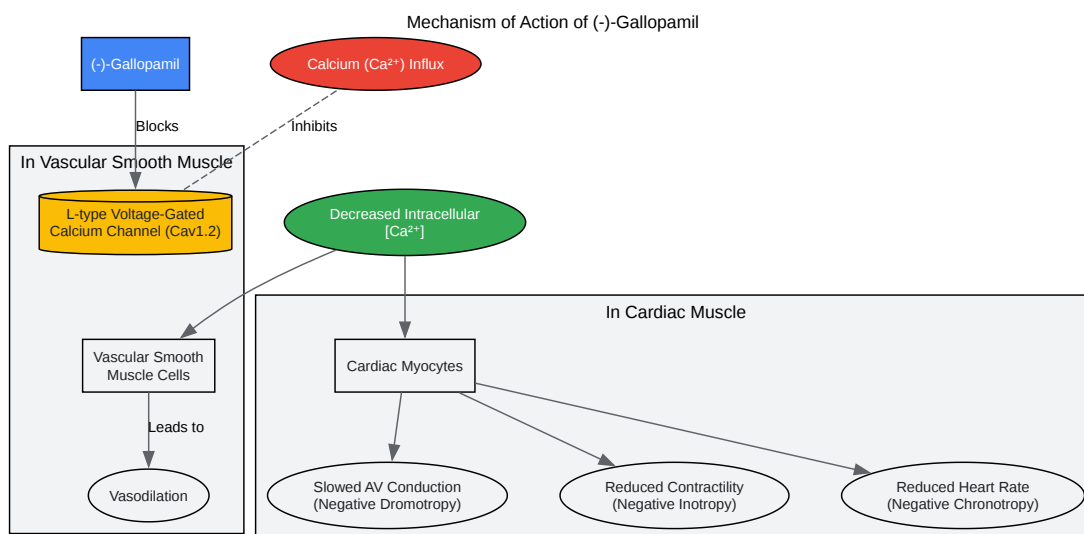 Mechanism of Action of (-)-Gallopamil
(-)-Gallopamil
Calcium (Ca²⁺) Influx
Blocks
Inhibits
In Vascular Smooth Muscle
L-type Voltage-Gated
Calcium Channel (Cav1.2)
Decreased Intracellular
[Ca²⁺]
In Cardiac Muscle
Vascular Smooth
Muscle Cells
Cardiac Myocytes
Leads to
Vasodilation
Slowed AV Conduction
(Negative Dromotropy)
Reduced Contractility
(Negative Inotropy)
Reduced Heart Rate
(Negative Chronotropy)